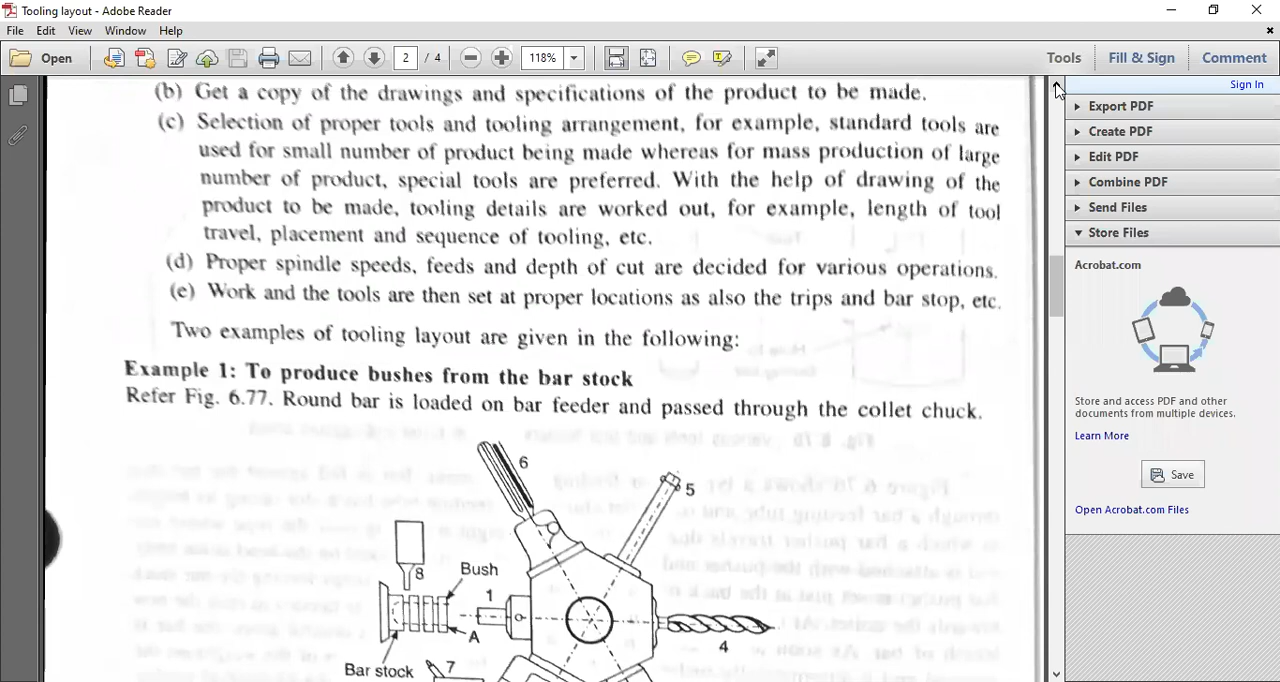 Tooling layout - Adobe Reader
File Edit View Window Help
Open 2 / 4 118% Tools Fill & Sign Comment
Sign In
Export PDF
Create PDF
Edit PDF
Combine PDF
Send Files
Store Files
Acrobat.com
Store and access PDF and other
documents from multiple devices.
Learn More
Save
Open Acrobat.com Files
(b) Get a copy of the drawings and specifications of the product to be made.
(c) Selection of proper tools and tooling arrangement, for example, standard tools are
used for small number of product being made whereas for mass production of large
number of product, special tools are preferred. With the help of drawing of the
product to be made, tooling details are worked out, for example, length of tool
travel, placement and sequence of tooling, etc.
(d) Proper spindle speeds, feeds and depth of cut are decided for various operations.
(e) Work and the tools are then set at proper locations as also the trips and bar stop, etc.
Two examples of tooling layout are given in the following:
Example 1: To produce bushes from the bar stock
Refer Fig. 6.77. Round bar is loaded on bar feeder and passed through the collet chuck.
6
5
8
Bush
1
A
4
Bar stock
7